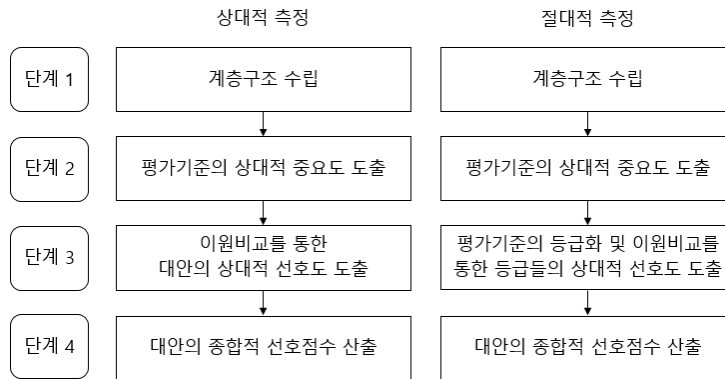 상대적 측정
절대적 측정
단계 1
계층구조 수립
계층구조 수립
단계 2
평가기준의 상대적 중요도 도출
평가기준의 상대적 중요도 도출
단계 3
이원비교를 통한
대안의 상대적 선호도 도출
평가기준의 등급화 및 이원비교를
통한 등급들의 상대적 선호도 도출
단계 4
대안의 종합적 선호점수 산출
대안의 종합적 선호점수 산출